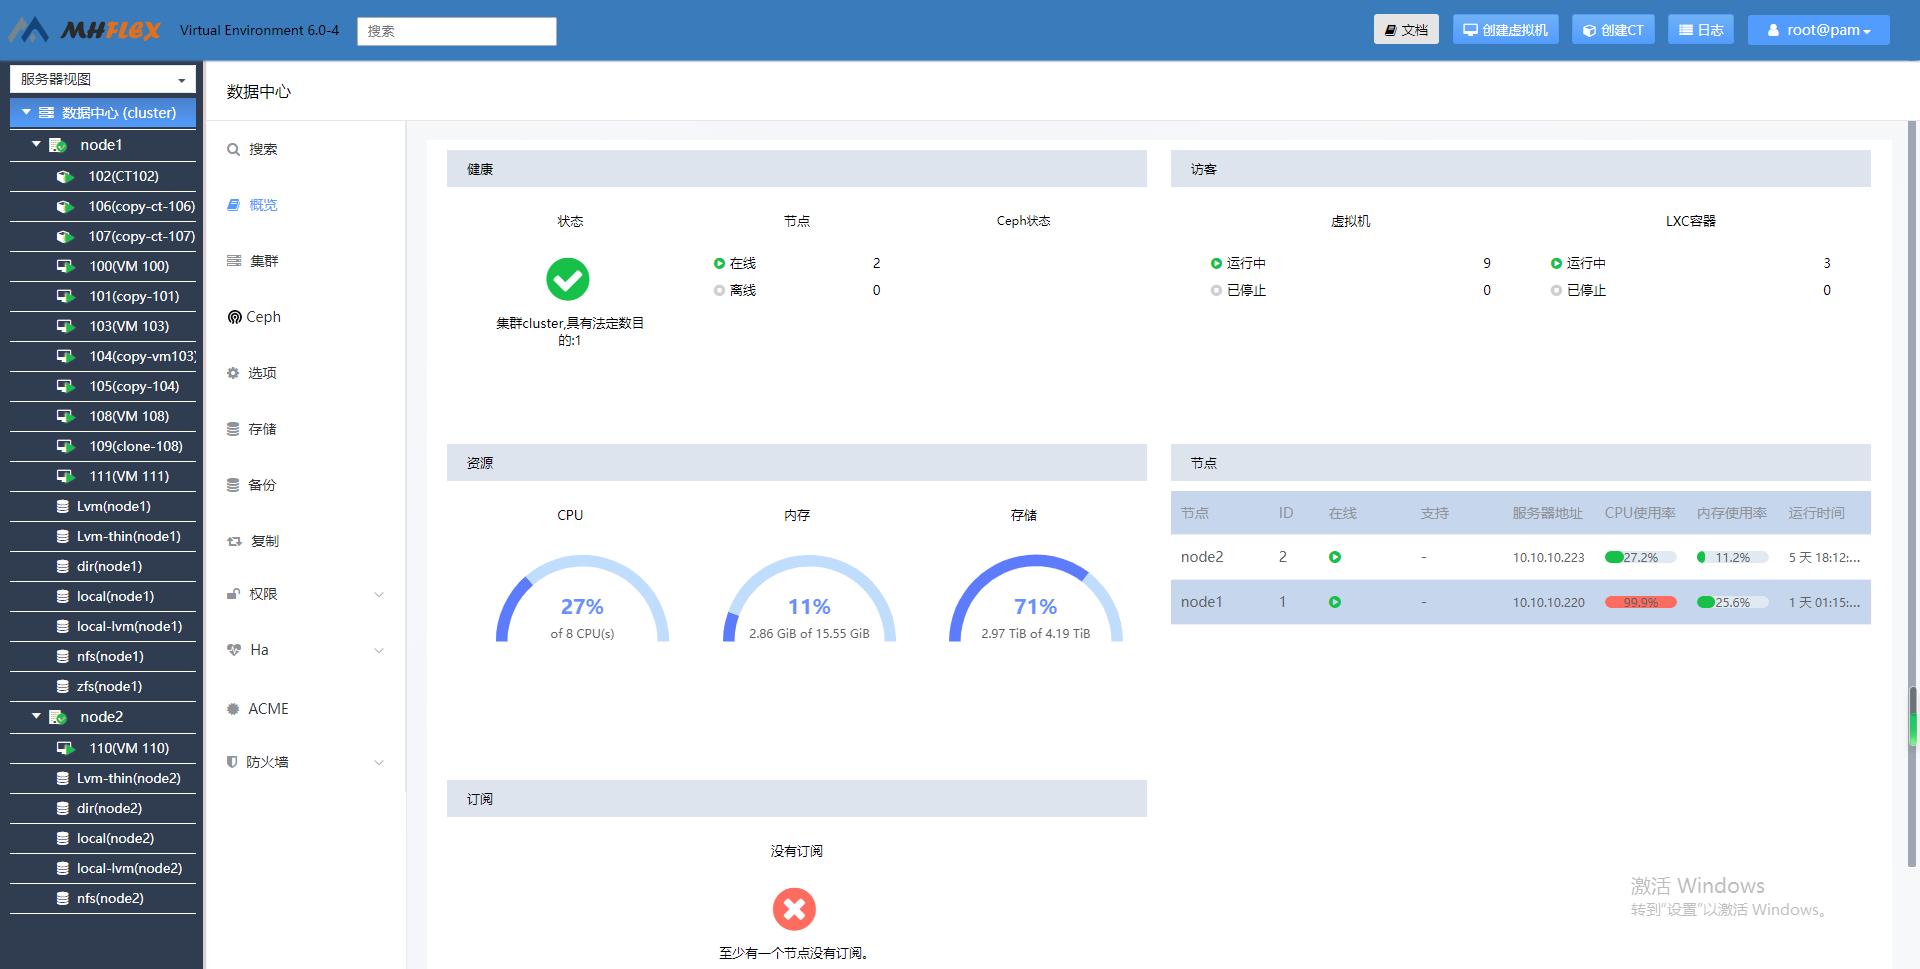 MHFLEX Virtual Environment 6.0-4 搜索 文档 创建虚拟机 创建CT 日志 root@pam
服务器视图
数据中心 (cluster)
node1
102(CT102)
106(copy-ct-106)
107(copy-ct-107)
100(VM 100)
101(copy-101)
103(VM 103)
104(copy-vm103)
105(copy-104)
108(VM 108)
109(clone-108)
111(VM 111)
Lvm(node1)
Lvm-thin(node1)
dir(node1)
local(node1)
local-lvm(node1)
nfs(node1)
zfs(node1)
node2
110(VM 110)
Lvm-thin(node2)
dir(node2)
local(node2)
local-lvm(node2)
nfs(node2)
数据中心
搜索
概览
集群
Ceph
选项
存储
备份
复制
权限
Ha
ACME
防火墙
健康
状态 节点 Ceph状态
在线 2
离线 0
集群cluster,具有法定数目
的:1
访客
虚拟机 LXC容器
运行中 9 运行中 3
已停止 0 已停止 0
资源
CPU 内存 存储
27% 11% 71%
of 8 CPU(s) 2.86 GiB of 15.55 GiB 2.97 TiB of 4.19 TiB
节点
节点 ID 在线 支持 服务器地址 CPU使用率 内存使用率 运行时间
node2 2 - 10.10.10.223 27.2% 11.2% 5 天 18:12:...
node1 1 - 10.10.10.220 99.9% 25.6% 1 天 01:15:...
订阅
没有订阅
至少有一个节点没有订阅。
激活 Windows
转到"设置"以激活 Windows。